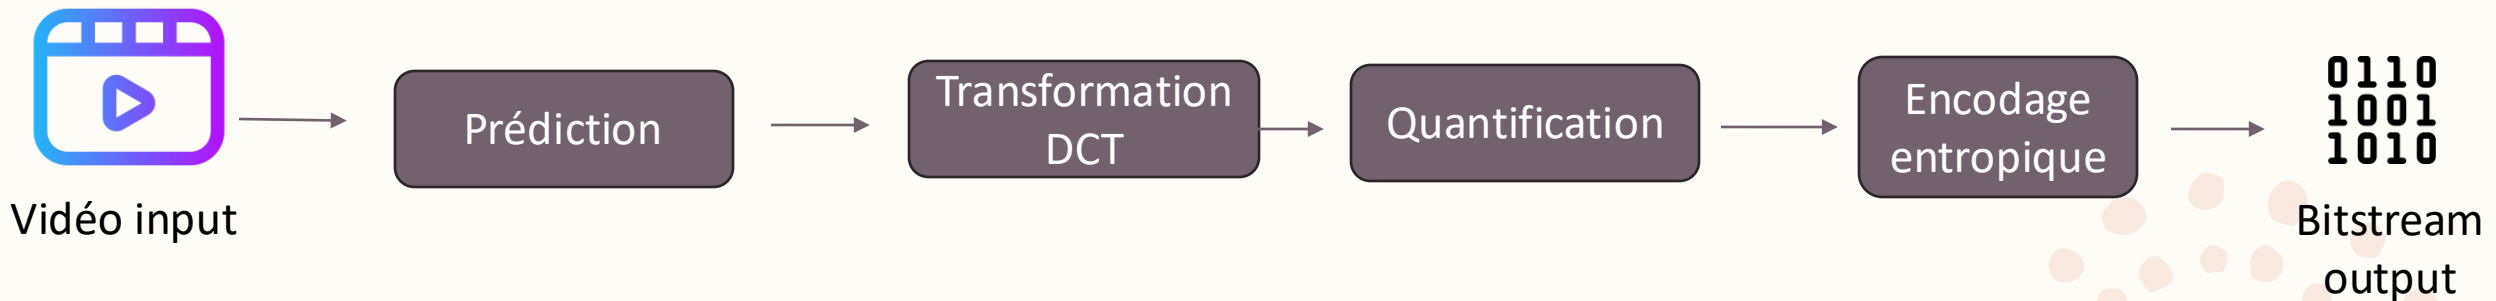 Vidéo input
Prédiction
Transformation
DCT
Quantification
Encodage
entropique
0110
1001
1010
Bitstream
output